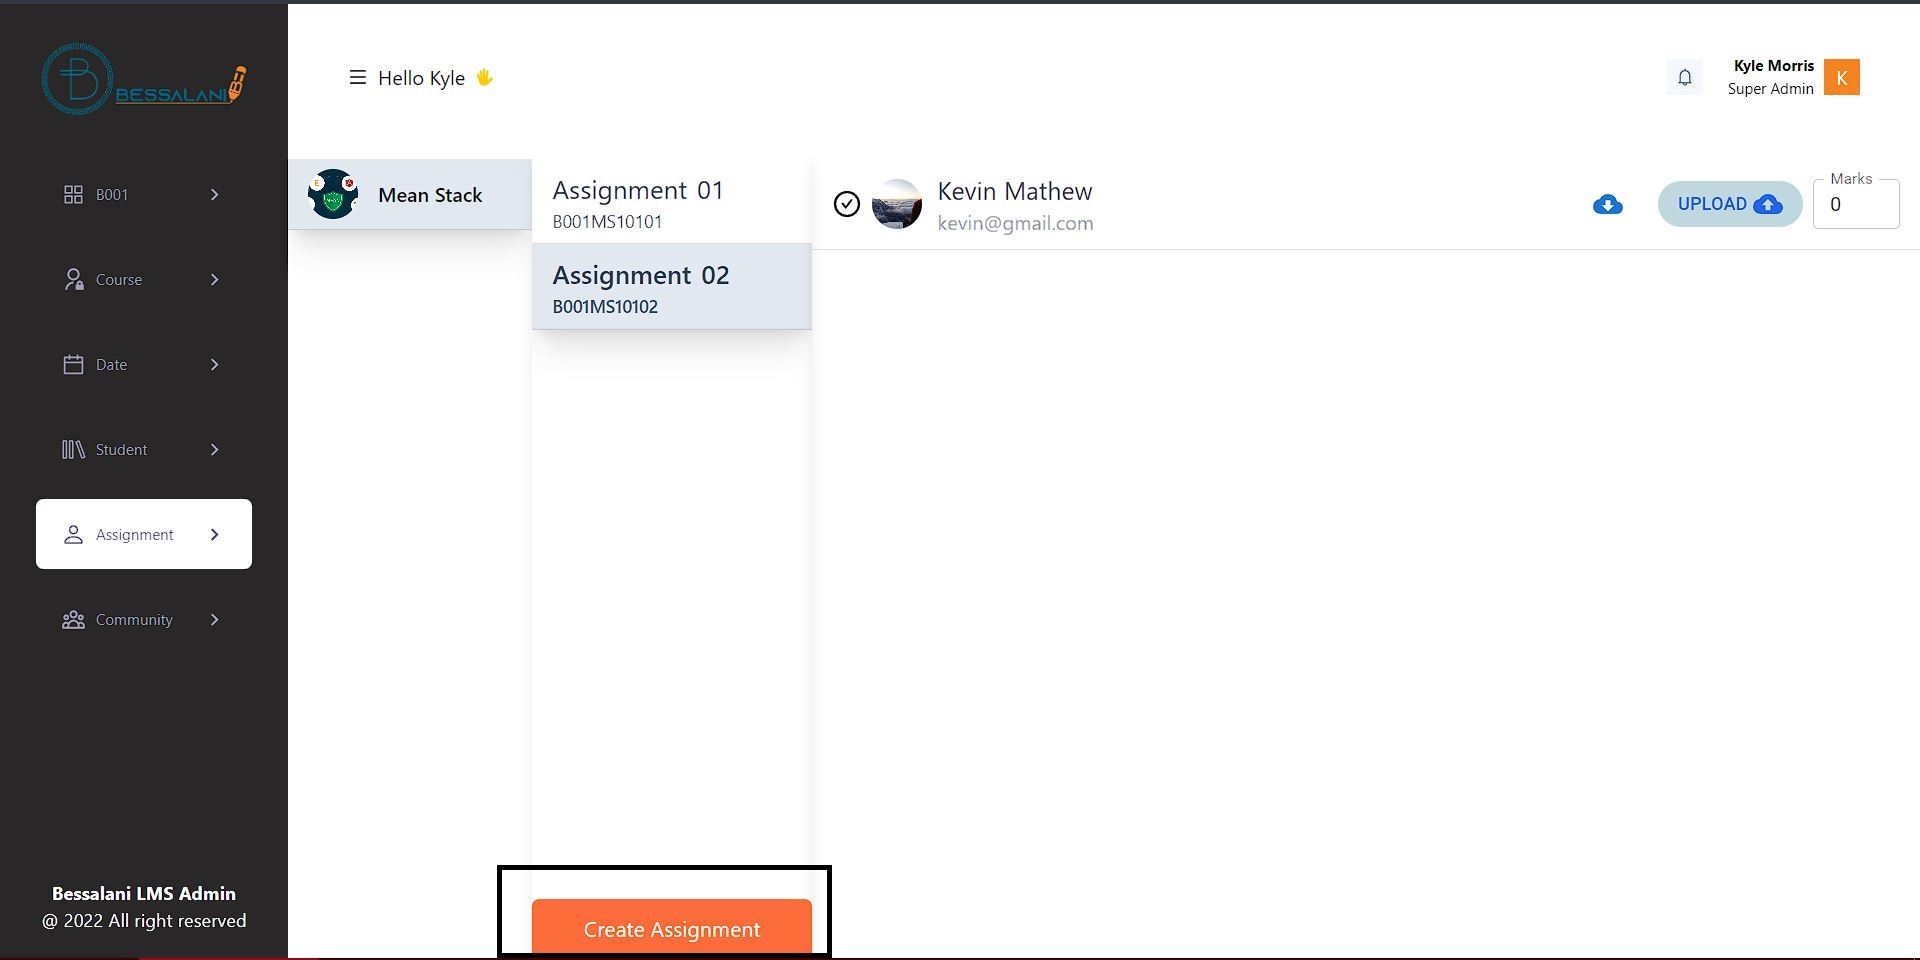 BESSALANI
Hello Kyle
Kyle Morris
Super Admin
K
B001
Course
Date
Student
Assignment
Community
Bessalani LMS Admin
@ 2022 All right reserved
Mean Stack
Assignment 01
B001MS10101
Assignment 02
B001MS10102
Create Assignment
Kevin Mathew
kevin@gmail.com
UPLOAD
Marks
0